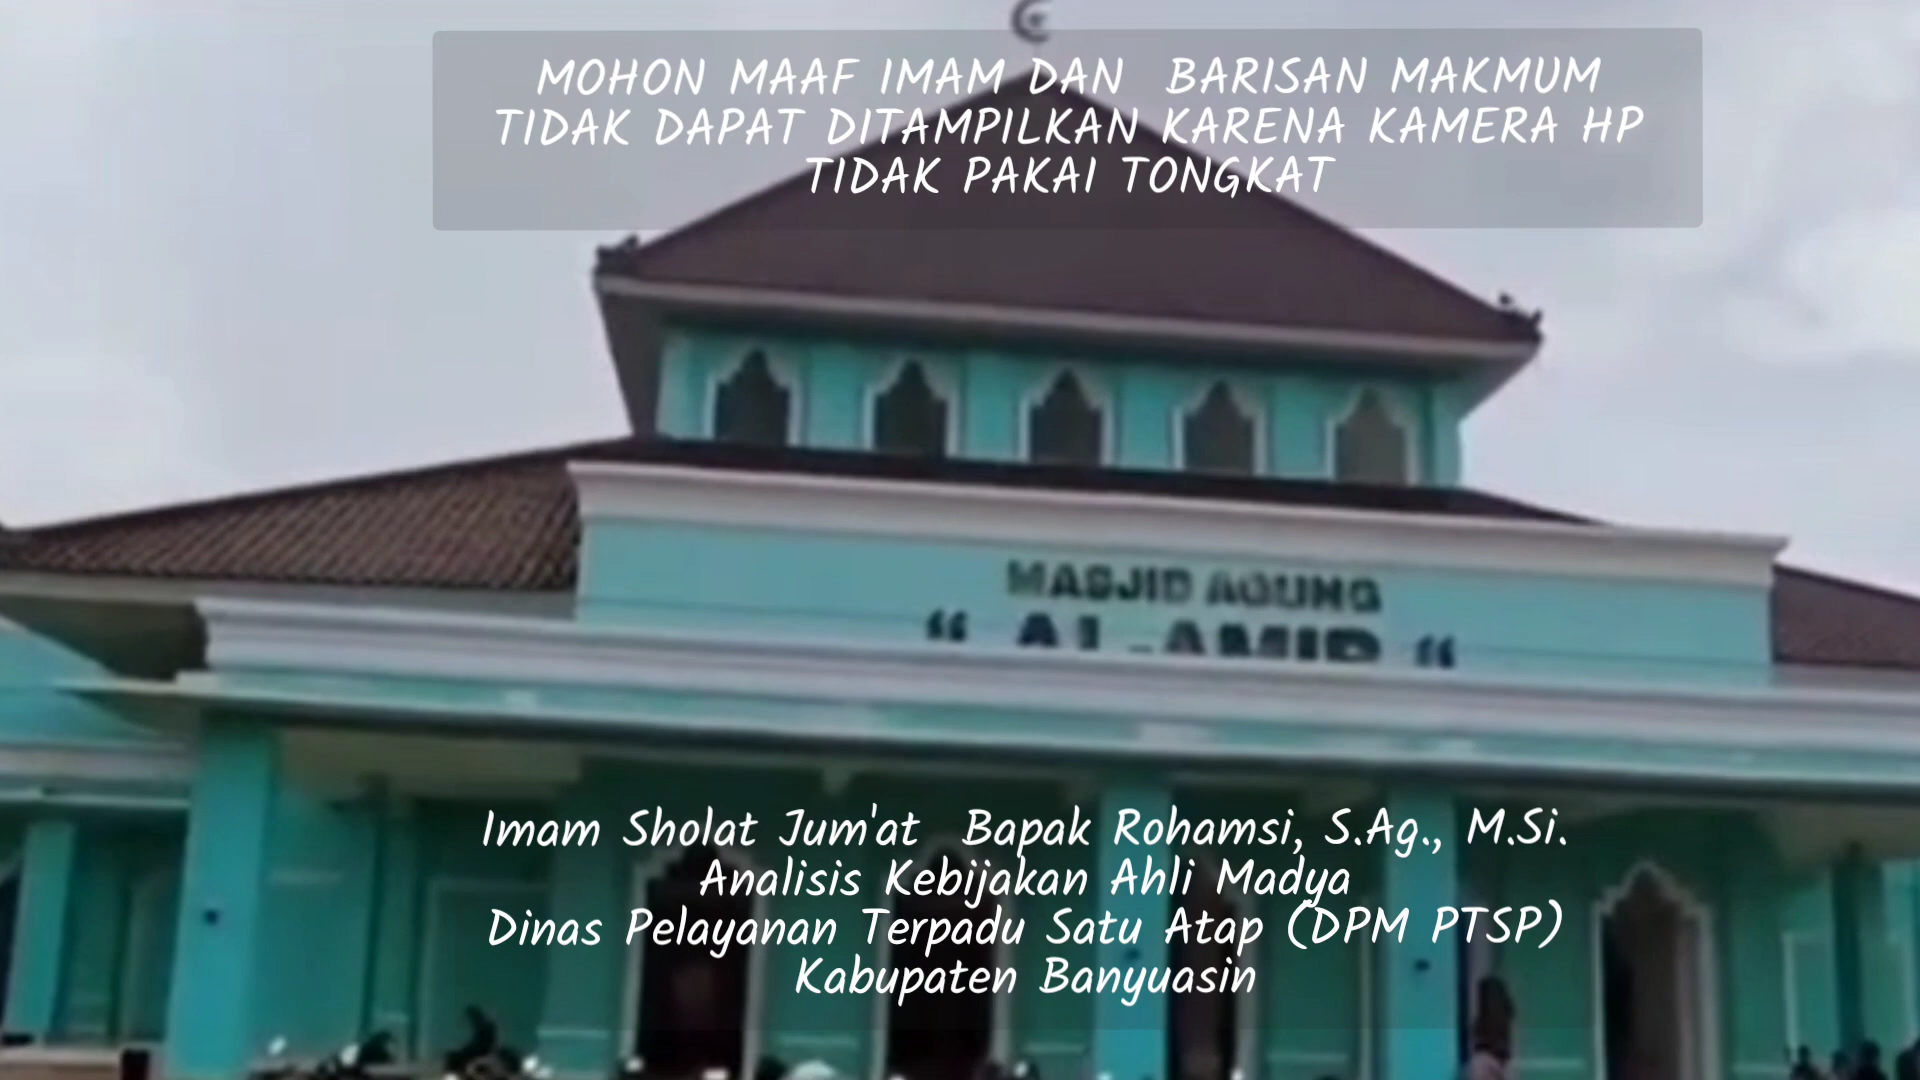 MOHON MAAF IMAM DAN BARISAN MAKMUM
TIDAK DAPAT DITAMPILKAN KARENA KAMERA HP
TIDAK PAKAI TONGKAT
MASJID AGUNG
“ AL-AMIR “
Imam Sholat Jum'at Bapak Rohamsi, S.Ag., M.Si.
Analisis Kebijakan Ahli Madya
Dinas Pelayanan Terpadu Satu Atap (DPM PTSP)
Kabupaten Banyuasin